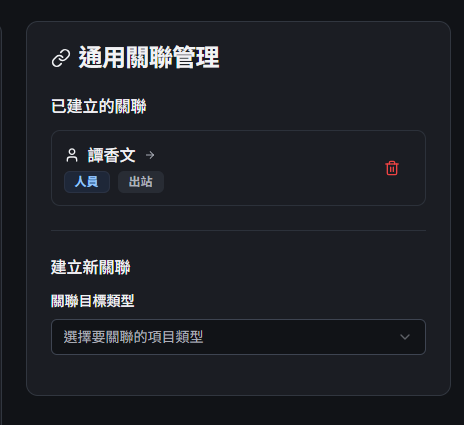 通用關聯管理
已建立的關聯
譚香文 →
人員 出站
建立新關聯
關聯目標類型
選擇要關聯的項目類型